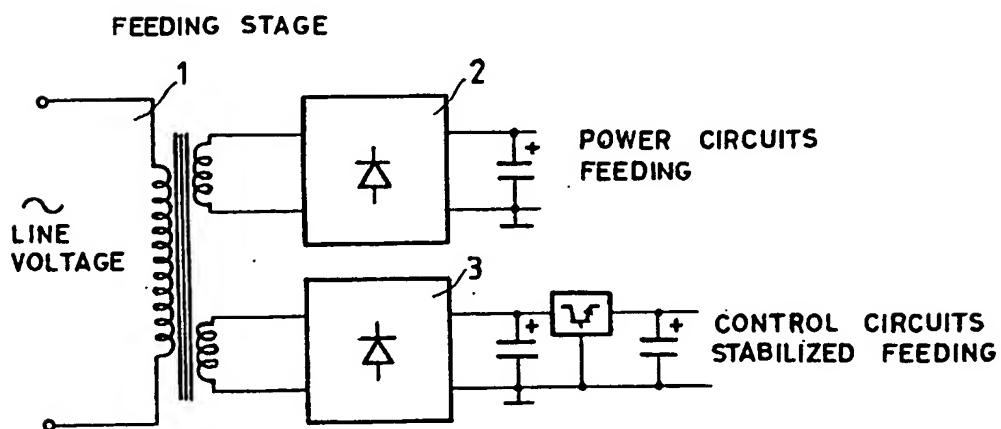 FEEDING STAGE
1
2
POWER CIRCUITS
FEEDING
+
LINE
VOLTAGE
3
+
+
CONTROL CIRCUITS
STABILIZED FEEDING